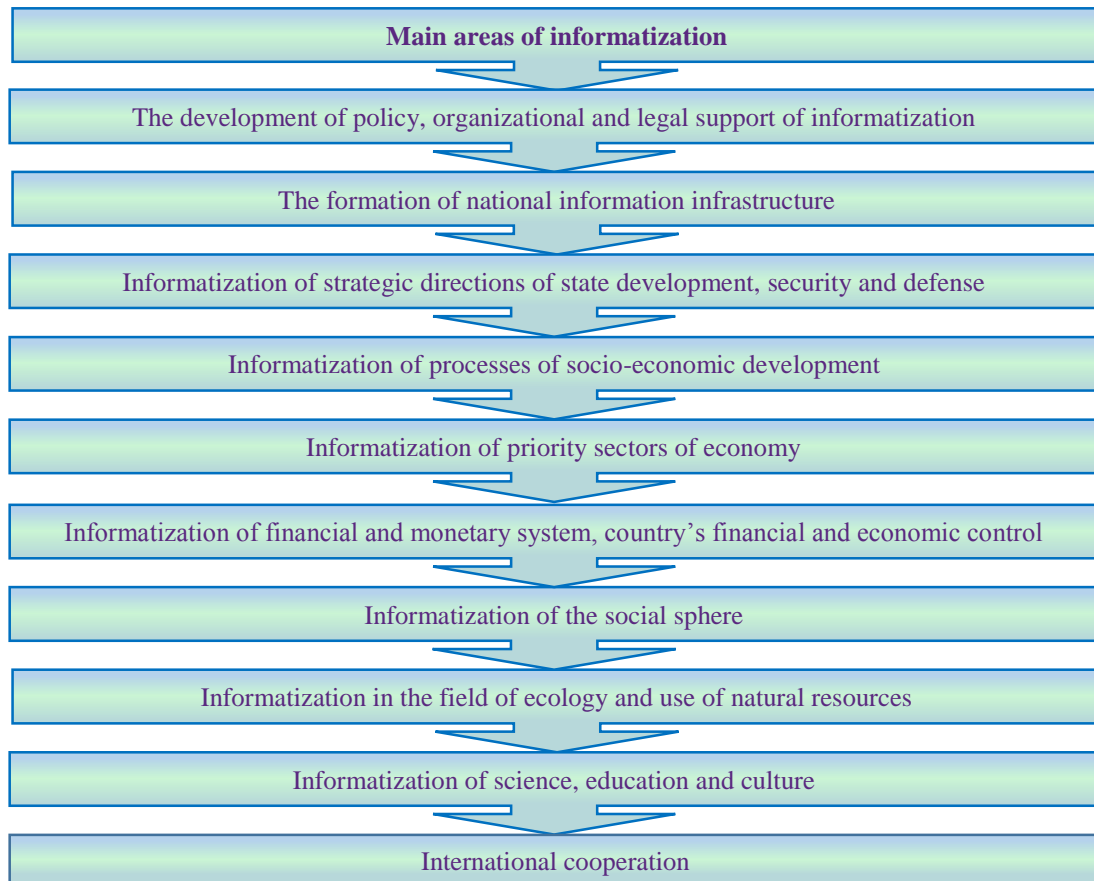 Main areas of informatization
The development of policy, organizational and legal support of informatization
The formation of national information infrastructure
Informatization of strategic directions of state development, security and defense
Informatization of processes of socio-economic development
Informatization of priority sectors of economy
Informatization of financial and monetary system, country’s financial and economic control
Informatization of the social sphere
Informatization in the field of ecology and use of natural resources
Informatization of science, education and culture
International cooperation